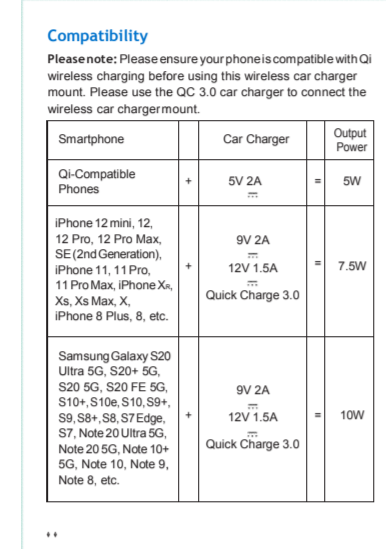 Compatibility
Please note: Please ensure your phone is compatible with Qi
wireless charging before using this wireless car charger
mount. Please use the QC 3.0 car charger to connect the
wireless car charger mount.
Smartphone + Car Charger = Output Power
Qi-Compatible
Phones
+
5V 2A
⎓
=
5W
iPhone 12 mini, 12,
12 Pro, 12 Pro Max,
SE (2nd Generation),
iPhone 11, 11 Pro,
11 Pro Max, iPhone XR,
Xs, Xs Max, X,
iPhone 8 Plus, 8, etc.
+
9V 2A
⎓
12V 1.5A
⎓
Quick Charge 3.0
=
7.5W
Samsung Galaxy S20
Ultra 5G, S20+ 5G,
S20 5G, S20 FE 5G,
S10+, S10e, S10, S9+,
S9, S8+, S8, S7 Edge,
S7, Note 20 Ultra 5G,
Note 20 5G, Note 10+
5G, Note 10, Note 9,
Note 8, etc.
+
9V 2A
⎓
12V 1.5A
⎓
Quick Charge 3.0
=
10W